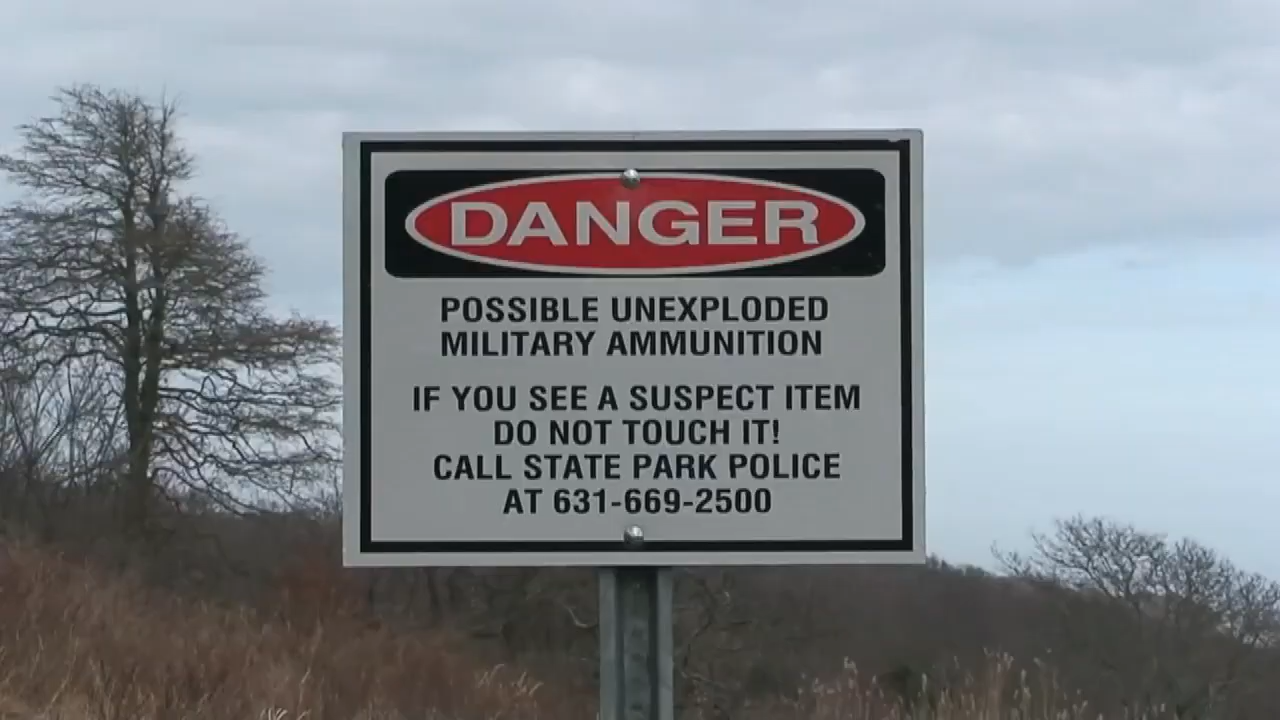 DANGER
POSSIBLE UNEXPLODED
MILITARY AMMUNITION
IF YOU SEE A SUSPECT ITEM
DO NOT TOUCH IT!
CALL STATE PARK POLICE
AT 631-669-2500